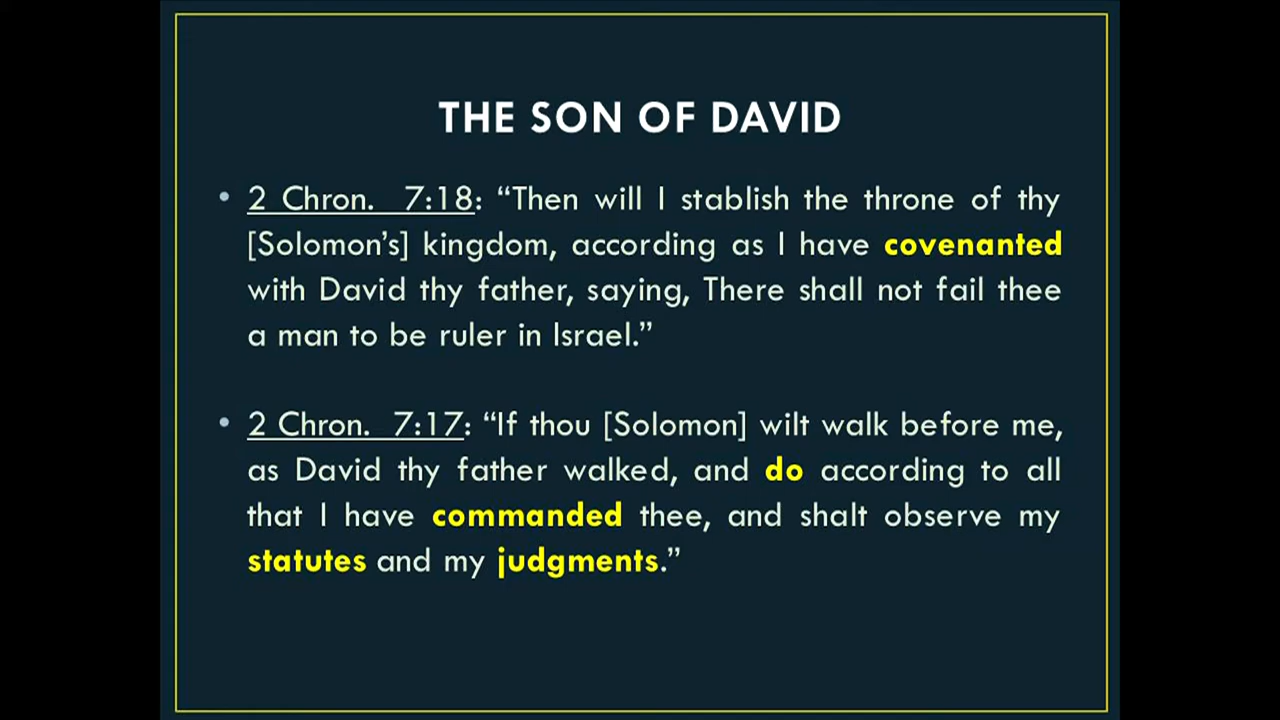 THE SON OF DAVID
• 2 Chron. 7:18: “Then will I stablish the throne of thy
[Solomon’s] kingdom, according as I have covenanted
with David thy father, saying, There shall not fail thee
a man to be ruler in Israel.”
• 2 Chron. 7:17: “If thou [Solomon] wilt walk before me,
as David thy father walked, and do according to all
that I have commanded thee, and shalt observe my
statutes and my judgments.”